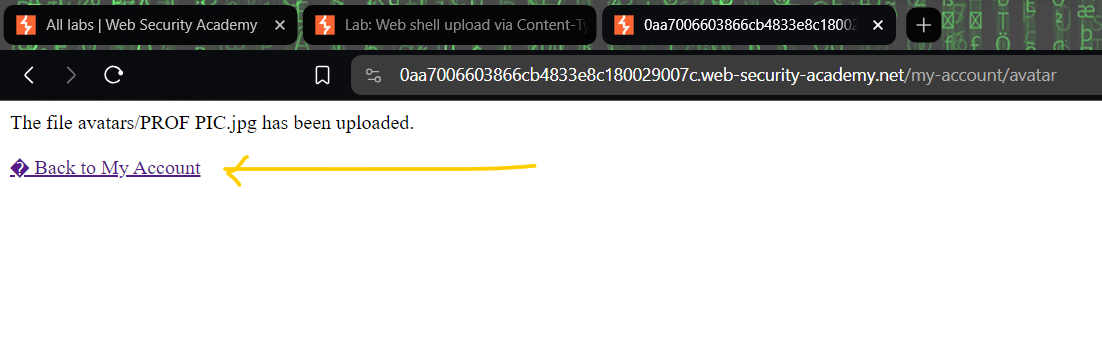 All labs | Web Security Academy
Lab: Web shell upload via Content-Ty
0aa7006603866cb4833e8c18002
0aa7006603866cb4833e8c180029007c.web-security-academy.net/my-account/avatar
The file avatars/PROF PIC.jpg has been uploaded.
� Back to My Account